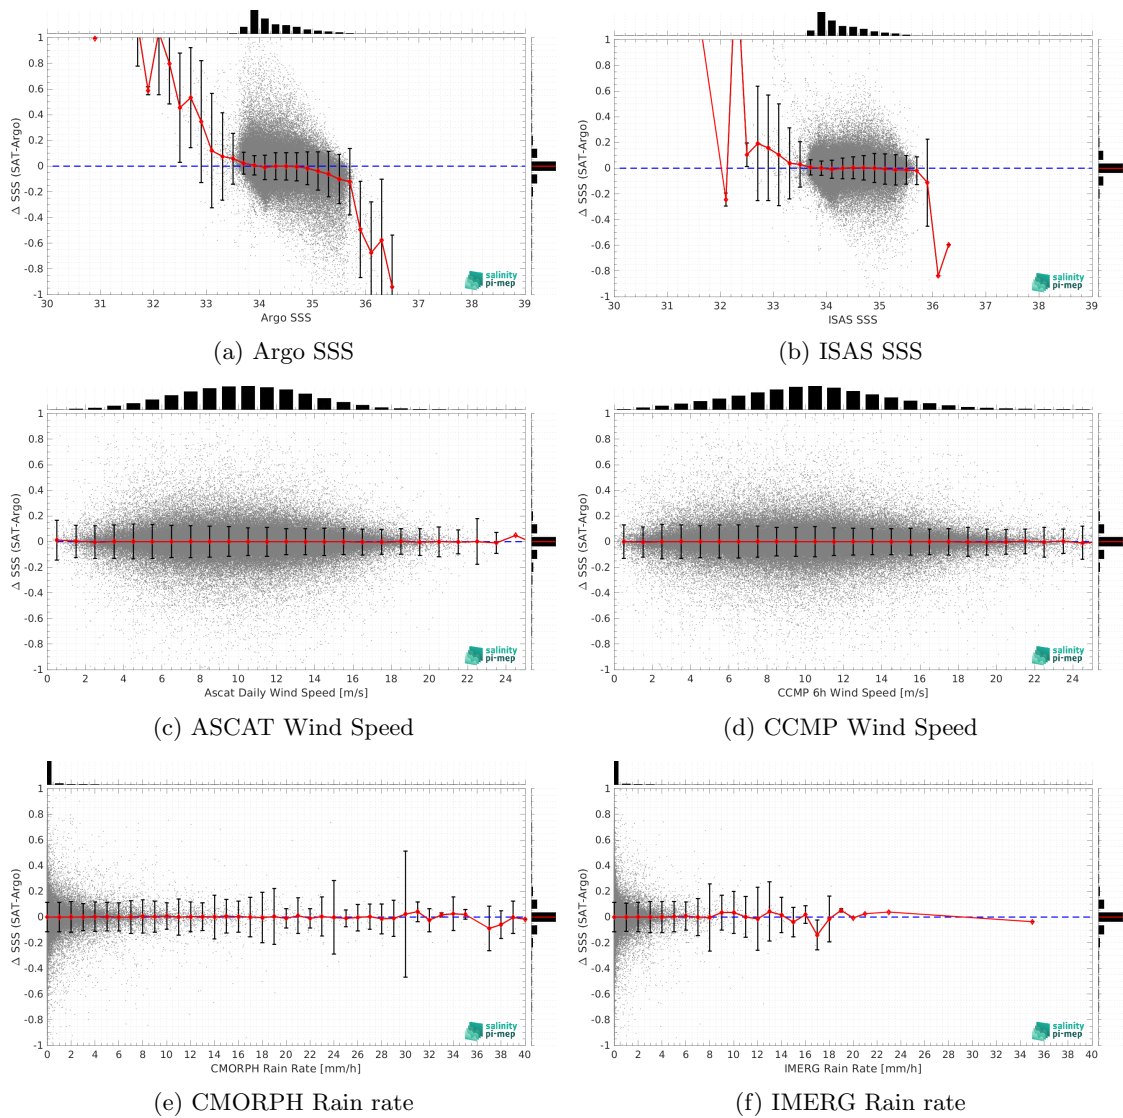 1
0.8
0.6
0.4
0.2
0
-0.2
-0.4
-0.6
-0.8
-1
Δ SSS (SAT-Argo)
30 31 32 33 34 35 36 37 38 39
Argo SSS
salinity
pi-mep
(a) Argo SSS
1
0.8
0.6
0.4
0.2
0
-0.2
-0.4
-0.6
-0.8
-1
Δ SSS (SAT-Argo)
30 31 32 33 34 35 36 37 38 39
ISAS SSS
salinity
pi-mep
(b) ISAS SSS
1
0.8
0.6
0.4
0.2
0
-0.2
-0.4
-0.6
-0.8
-1
Δ SSS (SAT-Argo)
0 2 4 6 8 10 12 14 16 18 20 22 24
Ascat Daily Wind Speed [m/s]
salinity
pi-mep
(c) ASCAT Wind Speed
1
0.8
0.6
0.4
0.2
0
-0.2
-0.4
-0.6
-0.8
-1
Δ SSS (SAT-Argo)
0 2 4 6 8 10 12 14 16 18 20 22 24
CCMP 6h Wind Speed [m/s]
salinity
pi-mep
(d) CCMP Wind Speed
1
0.8
0.6
0.4
0.2
0
-0.2
-0.4
-0.6
-0.8
-1
Δ SSS (SAT-Argo)
0 2 4 6 8 10 12 14 16 18 20 22 24 26 28 30 32 34 36 38 40
CMORPH Rain Rate [mm/h]
salinity
pi-mep
(e) CMORPH Rain rate
1
0.8
0.6
0.4
0.2
0
-0.2
-0.4
-0.6
-0.8
-1
Δ SSS (SAT-Argo)
0 2 4 6 8 10 12 14 16 18 20 22 24 26 28 30 32 34 36 38 40
IMERG Rain Rate [mm/h]
salinity
pi-mep
(f) IMERG Rain rate